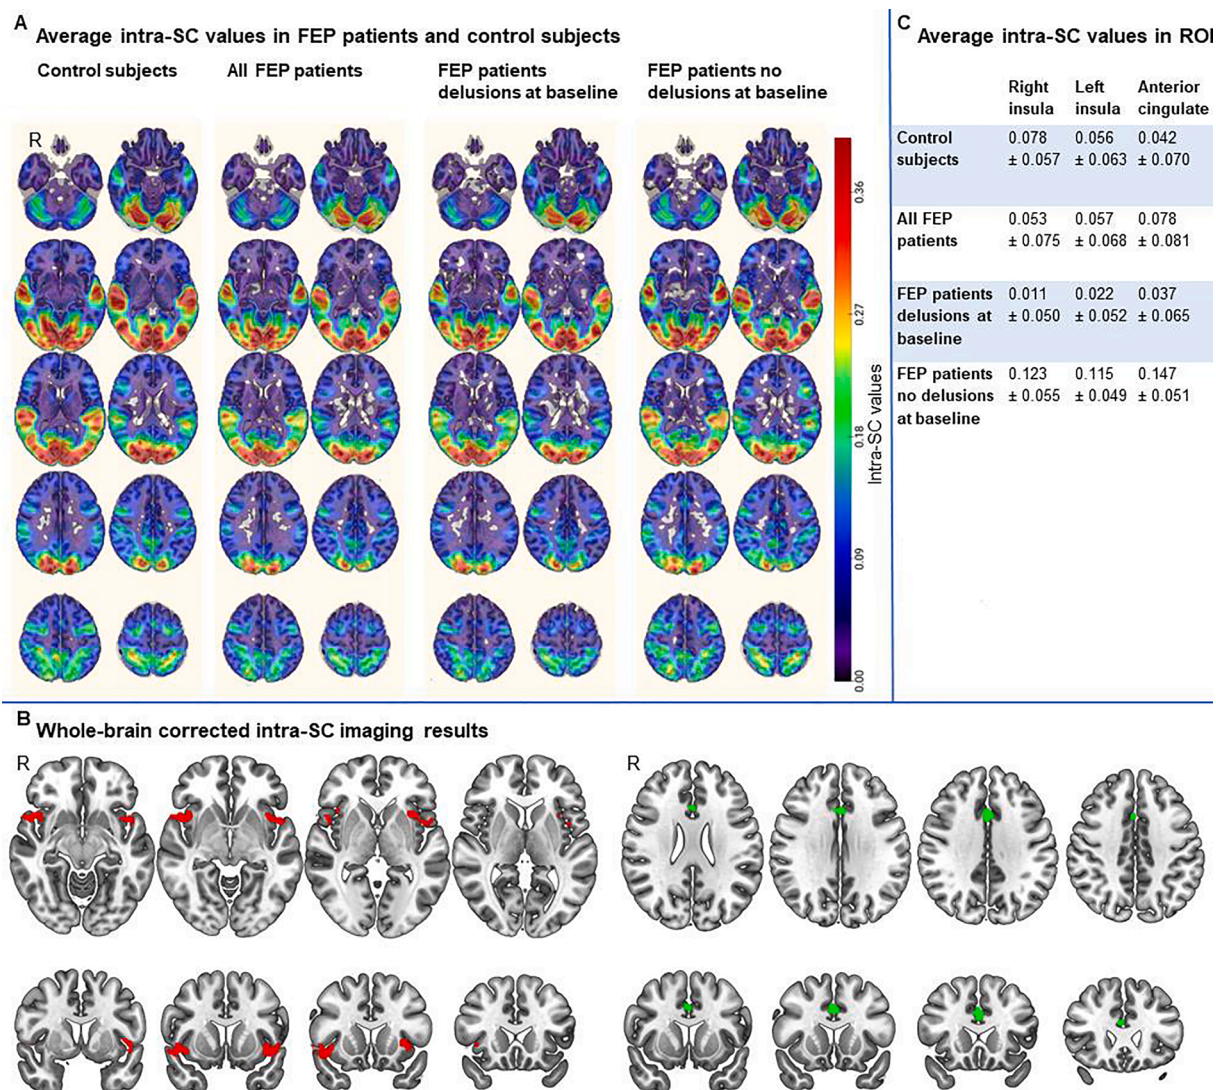 A
Average intra-SC values in FEP patients and control subjects
Control subjects
All FEP patients
FEP patients
delusions at baseline
FEP patients no
delusions at baseline
R
0.36
0.27
0.18
0.09
0.00
Intra-SC values
C
Average intra-SC values in ROI
Right
insula
Left
insula
Anterior
cingulate
Control
subjects
0.078
± 0.057
0.056
± 0.063
0.042
± 0.070
All FEP
patients
0.053
± 0.075
0.057
± 0.068
0.078
± 0.081
FEP patients
delusions at
baseline
0.011
± 0.050
0.022
± 0.052
0.037
± 0.065
FEP patients
no delusions
at baseline
0.123
± 0.055
0.115
± 0.049
0.147
± 0.051
B
Whole-brain corrected intra-SC imaging results
R
R